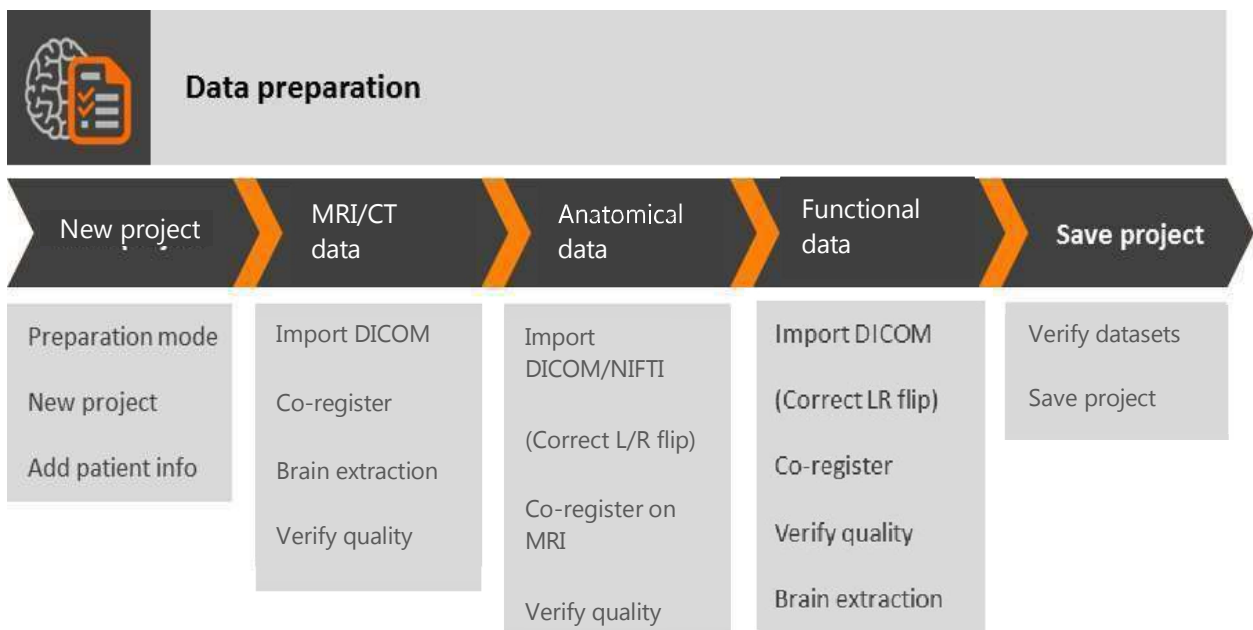 Data preparation
New project
MRI/CT
data
Anatomical
data
Functional
data
Save project
Preparation mode
New project
Add patient info
Import DICOM
Co-register
Brain extraction
Verify quality
Import
DICOM/NIFTI
(Correct L/R flip)
Co-register on
MRI
Verify quality
Import DICOM
(Correct LR flip)
Co-register
Verify quality
Brain extraction
Verify datasets
Save project